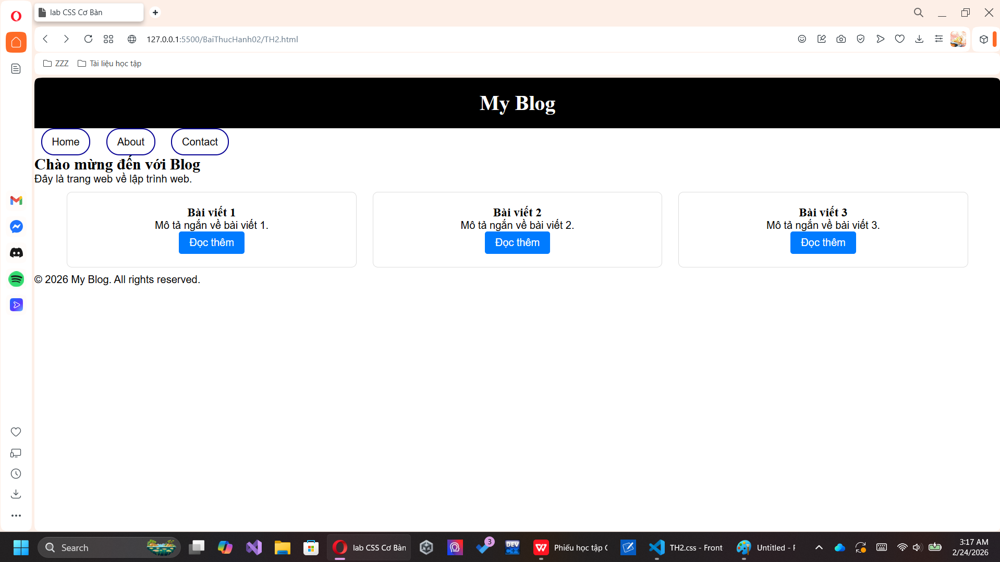 lab CSS Cơ Bản
127.0.0.1:5500/BaiThucHanh02/TH2.html
ZZZ
Tài liệu học tập
My Blog
Home
About
Contact
Chào mừng đến với Blog
Đây là trang web về lập trình web.
Bài viết 1
Mô tả ngắn về bài viết 1.
Đọc thêm
Bài viết 2
Mô tả ngắn về bài viết 2.
Đọc thêm
Bài viết 3
Mô tả ngắn về bài viết 3.
Đọc thêm
© 2026 My Blog. All rights reserved.
Search
lab CSS Cơ Bản
3
DEV
C++
Phiếu học tập C
TH2.css - Front
Untitled - P
3:17 AM
2/24/2026